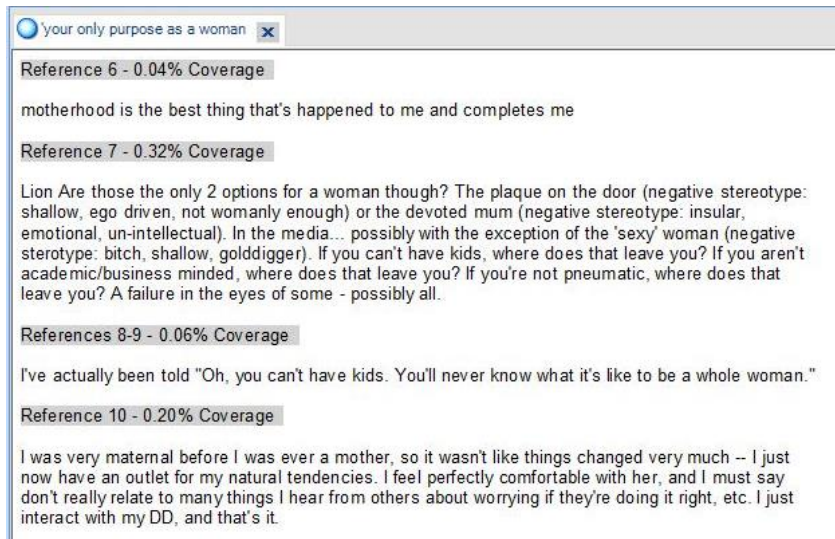 'your only purpose as a woman
Reference 6 - 0.04% Coverage
motherhood is the best thing that's happened to me and completes me
Reference 7 - 0.32% Coverage
Lion Are those the only 2 options for a woman though? The plaque on the door (negative stereotype:
shallow, ego driven, not womanly enough) or the devoted mum (negative stereotype: insular,
emotional, un-intellectual). In the media... possibly with the exception of the 'sexy' woman (negative
sterotype: bitch, shallow, golddigger). If you can't have kids, where does that leave you? If you aren't
academic/business minded, where does that leave you? If you're not pneumatic, where does that
leave you? A failure in the eyes of some - possibly all.
References 8-9 - 0.06% Coverage
I've actually been told "Oh, you can't have kids. You'll never know what it's like to be a whole woman."
Reference 10 - 0.20% Coverage
I was very maternal before I was ever a mother, so it wasn't like things changed very much -- I just
now have an outlet for my natural tendencies. I feel perfectly comfortable with her, and I must say
don't really relate to many things I hear from others about worrying if they're doing it right, etc. I just
interact with my DD, and that's it.